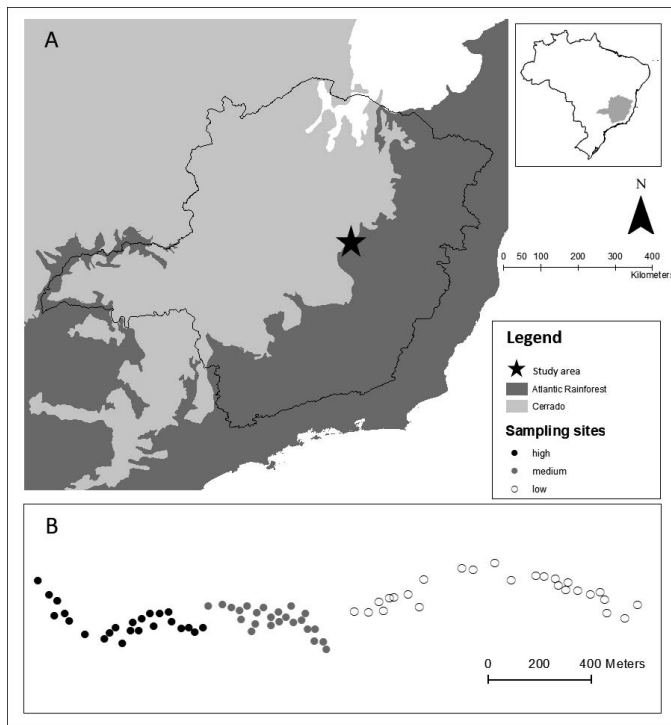 A
N
0 50 100 200 300 400
Kilometers
Legend
Study area
Atlantic Rainforest
Cerrado
Sampling sites
high
medium
low
B
0 200 400 Meters